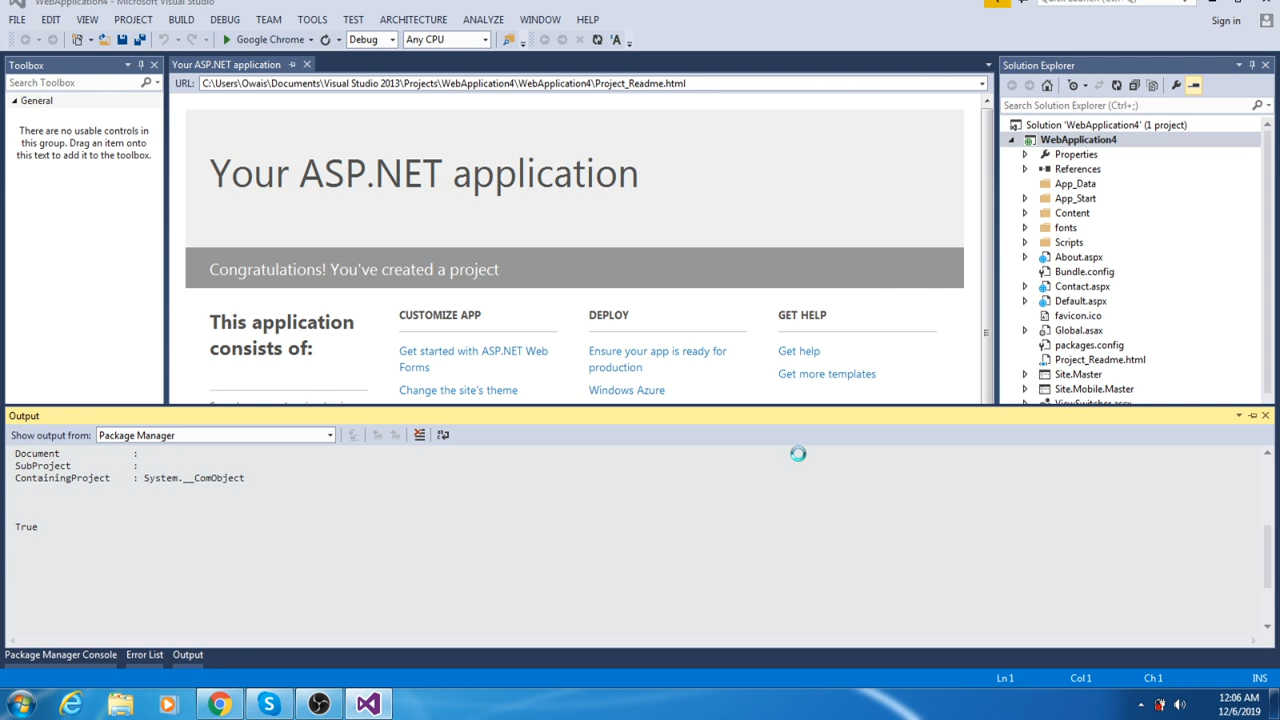 WebApplication4 - Microsoft Visual Studio
Quick Launch (Ctrl+Q)
FILE EDIT VIEW PROJECT BUILD DEBUG TEAM TOOLS TEST ARCHITECTURE ANALYZE WINDOW HELP
Sign in
Google Chrome Debug Any CPU
Toolbox
Search Toolbox
General
There are no usable controls in
this group. Drag an item onto
this text to add it to the toolbox.
Your ASP.NET application
URL: C:\Users\Owais\Documents\Visual Studio 2013\Projects\WebApplication4\WebApplication4\Project_Readme.html
Your ASP.NET application
Congratulations! You've created a project
This application
consists of:
CUSTOMIZE APP
Get started with ASP.NET Web
Forms
Change the site's theme
DEPLOY
Ensure your app is ready for
production
Windows Azure
GET HELP
Get help
Get more templates
Solution Explorer
Search Solution Explorer (Ctrl+;)
Solution 'WebApplication4' (1 project)
WebApplication4
Properties
References
App_Data
App_Start
Content
fonts
Scripts
About.aspx
Bundle.config
Contact.aspx
Default.aspx
favicon.ico
Global.asax
packages.config
Project_Readme.html
Site.Master
Site.Mobile.Master
ViewSwitcher.ascx
Output
Show output from: Package Manager
Document :
SubProject :
ContainingProject : System.__ComObject
True
Package Manager Console Error List Output
Ln 1 Col 1 Ch 1 INS
12:06 AM
12/6/2019